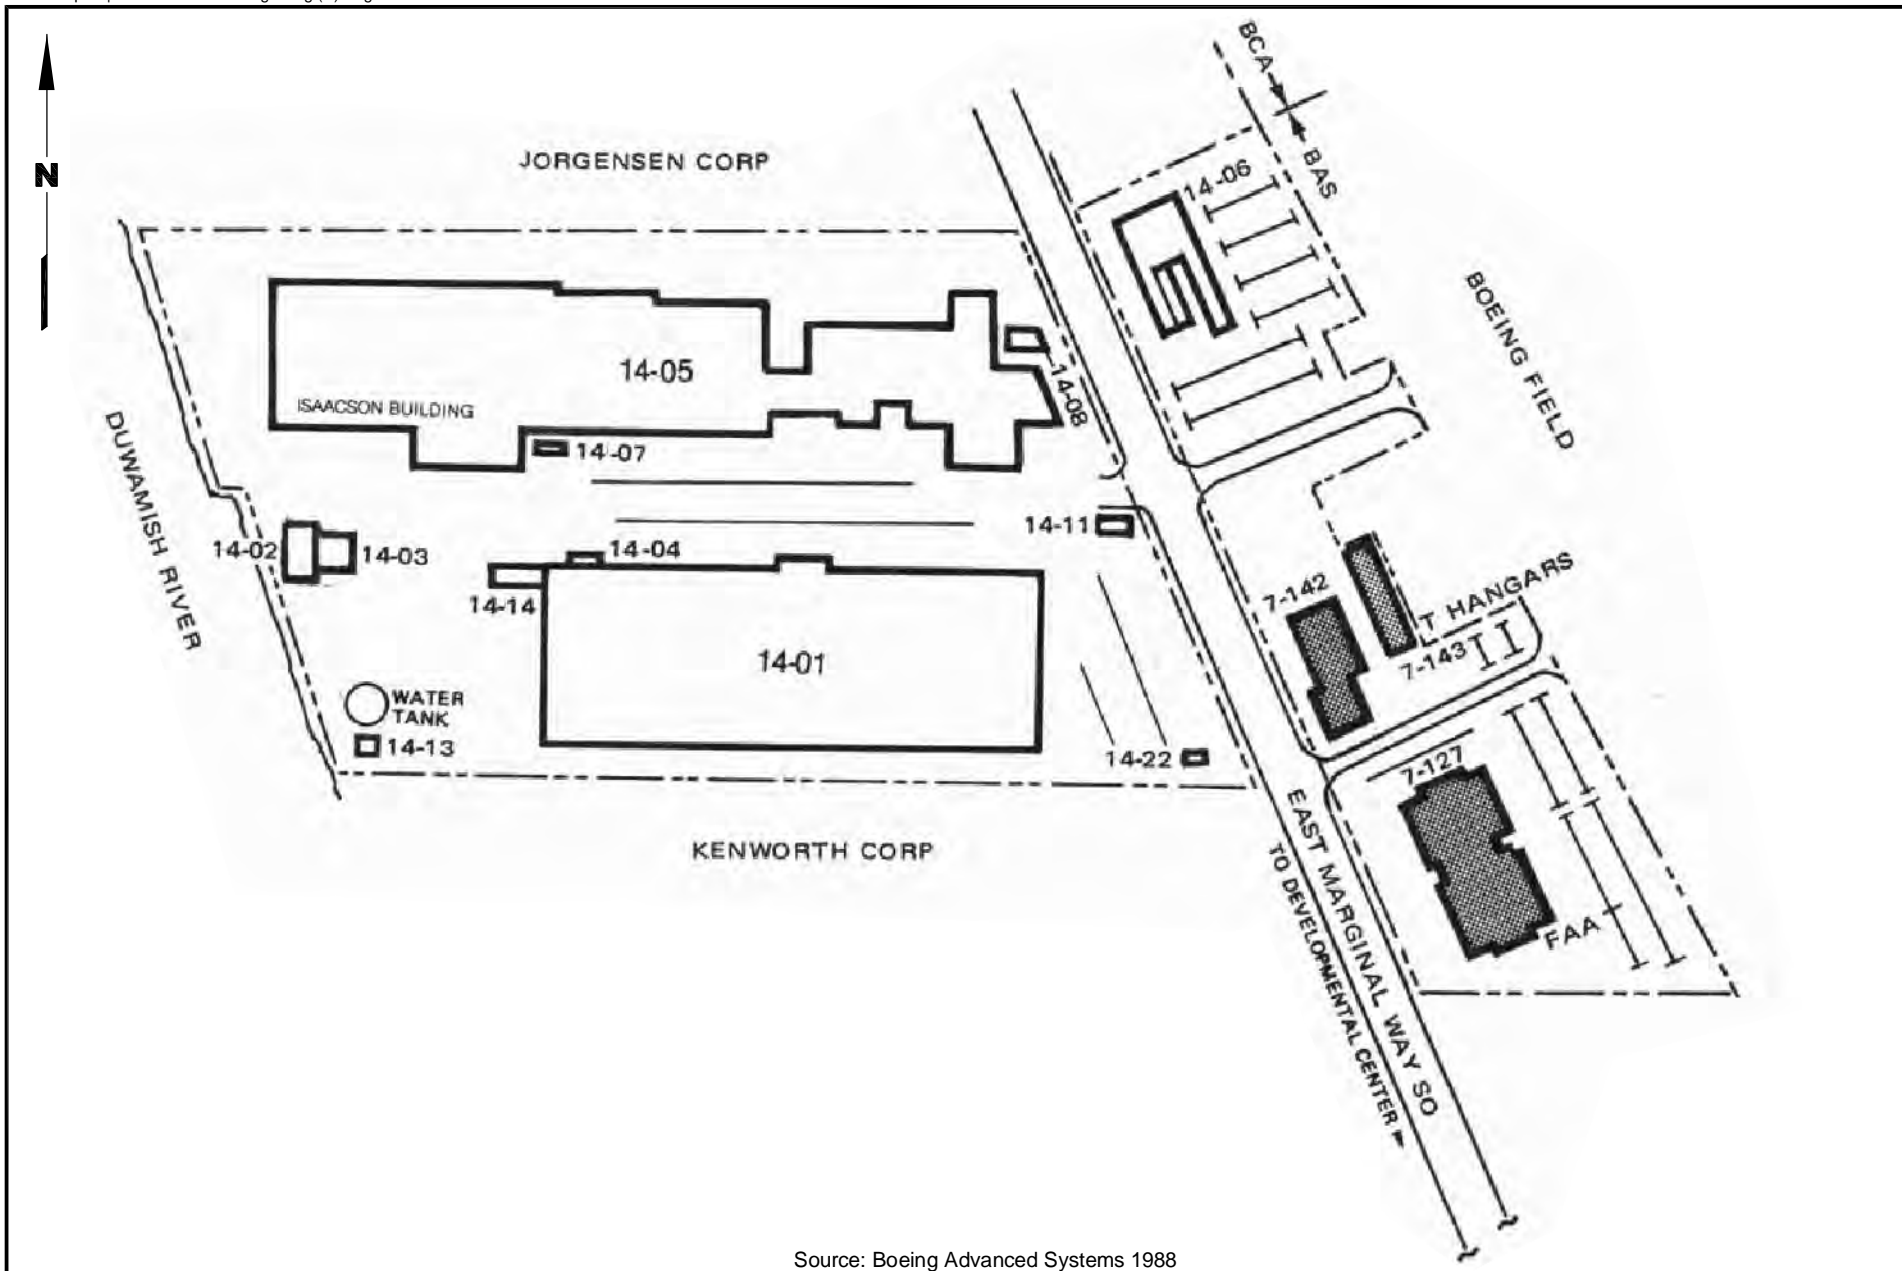 N
JORGENSEN CORP
BCA
BAS
14-06
BOEING FIELD
14-05
ISAACSON BUILDING
14-08
14-07
DUWAMISH RIVER
14-02
14-03
14-04
14-11
14-14
14-01
7-142
T HANGARS
7-143
WATER
TANK
14-13
14-22
7-127
KENWORTH CORP
EAST MARGINAL WAY SO
TO DEVELOPMENTAL CENTER
FAA
Source: Boeing Advanced Systems 1988